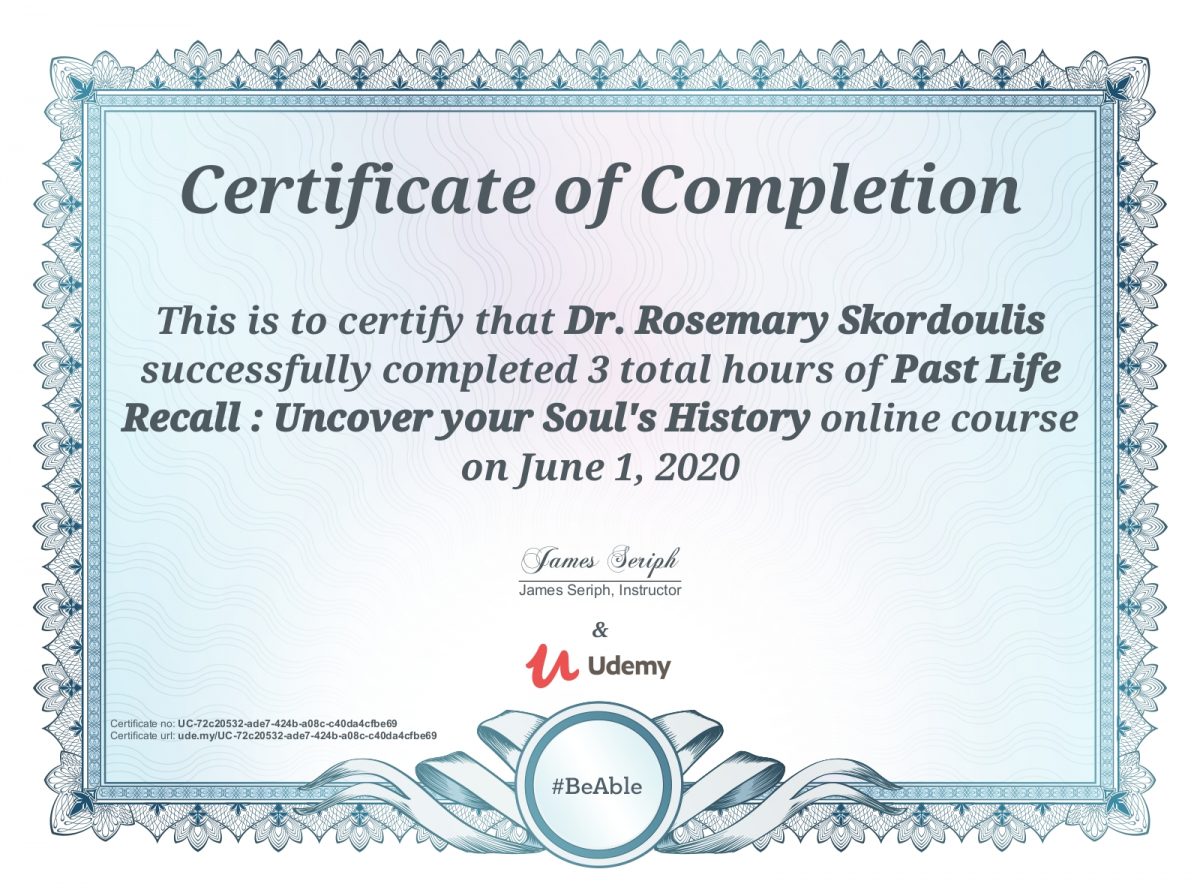 Certificate of Completion
This is to certify that Dr. Rosemary Skordoulis
successfully completed 3 total hours of Past Life
Recall : Uncover your Soul's History online course
on June 1, 2020
James Seriph
James Seriph, Instructor
&
Udemy
Certificate no: UC-72c20532-ade7-424b-a08c-c40da4cfbe69
Certificate url: ude.my/UC-72c20532-ade7-424b-a08c-c40da4cfbe69
#BeAble